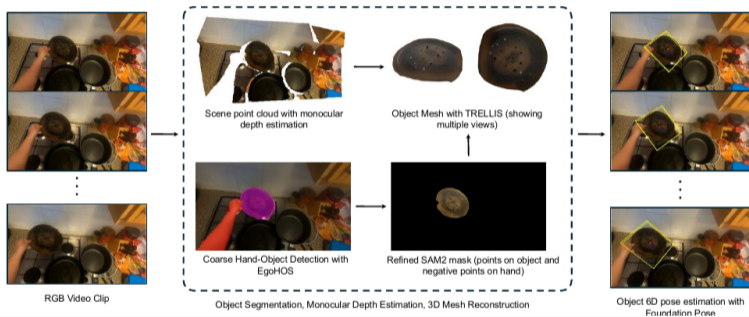 Scene point cloud with monocular
depth estimation
Object Mesh with TRELLIS (showing
multiple views)
Coarse Hand-Object Detection with
EgoHOS
Refined SAM2 mask (points on object and
negative points on hand)
RGB Video Clip
Object Segmentation, Monocular Depth Estimation, 3D Mesh Reconstruction
Object 6D pose estimation with
Foundation Pose